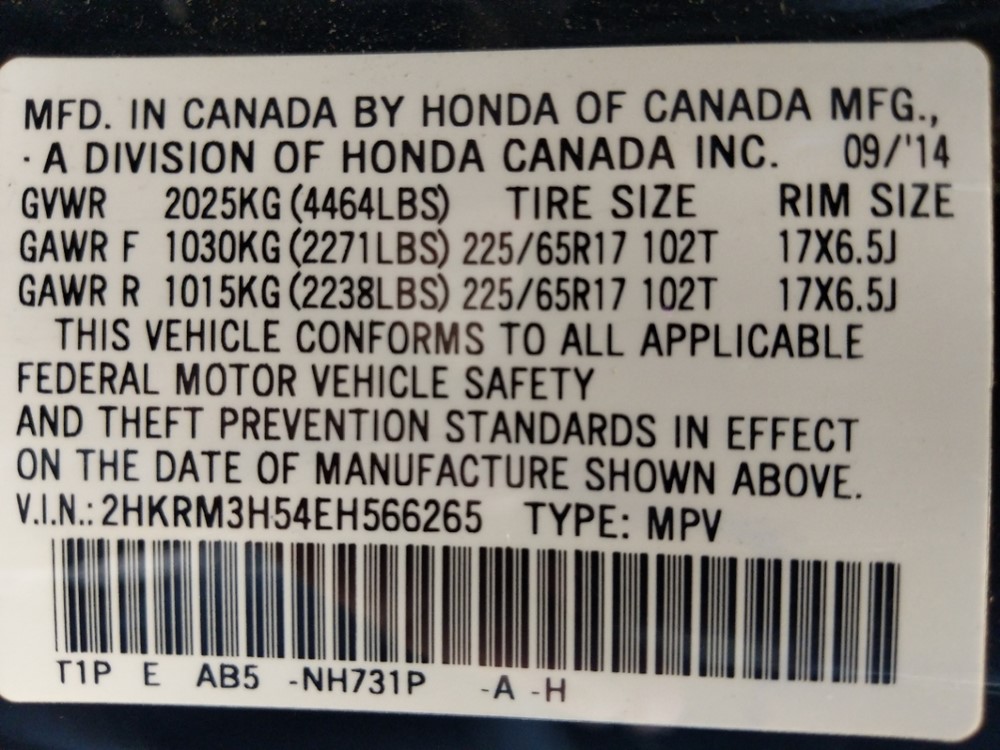 MFD. IN CANADA BY HONDA OF CANADA MFG.,
· A DIVISION OF HONDA CANADA INC. 09/'14
GVWR 2025KG (4464LBS) TIRE SIZE RIM SIZE
GAWR F 1030KG (2271LBS) 225/65R17 102T 17X6.5J
GAWR R 1015KG (2238LBS) 225/65R17 102T 17X6.5J
THIS VEHICLE CONFORMS TO ALL APPLICABLE
FEDERAL MOTOR VEHICLE SAFETY
AND THEFT PREVENTION STANDARDS IN EFFECT
ON THE DATE OF MANUFACTURE SHOWN ABOVE.
V.I.N.: 2HKRM3H54EH566265 TYPE: MPV
T1P E AB5 -NH731P -A -H